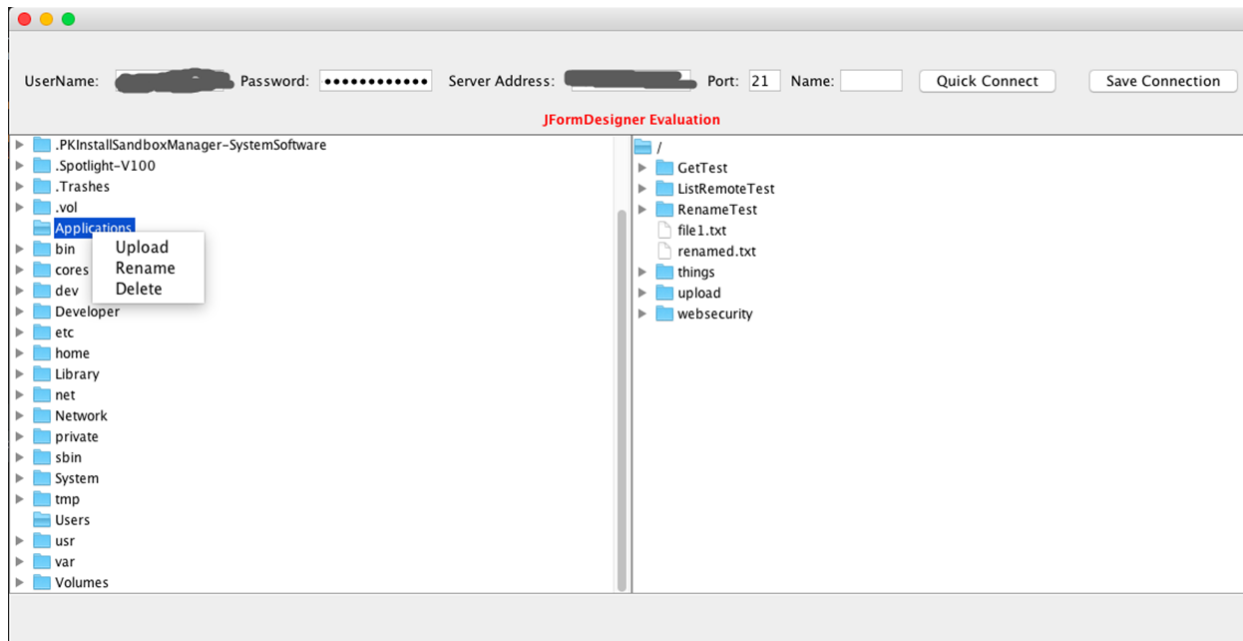 UserName: Password: •••••••••••• Server Address: Port: 21 Name: Quick Connect Save Connection
JFormDesigner Evaluation
.PKInstallSandboxManager-SystemSoftware
.Spotlight-V100
.Trashes
.vol
Applications
bin
cores
dev
Developer
etc
home
Library
net
Network
private
sbin
System
tmp
Users
usr
var
Volumes
Upload
Rename
Delete
/
GetTest
ListRemoteTest
RenameTest
file1.txt
renamed.txt
things
upload
websecurity